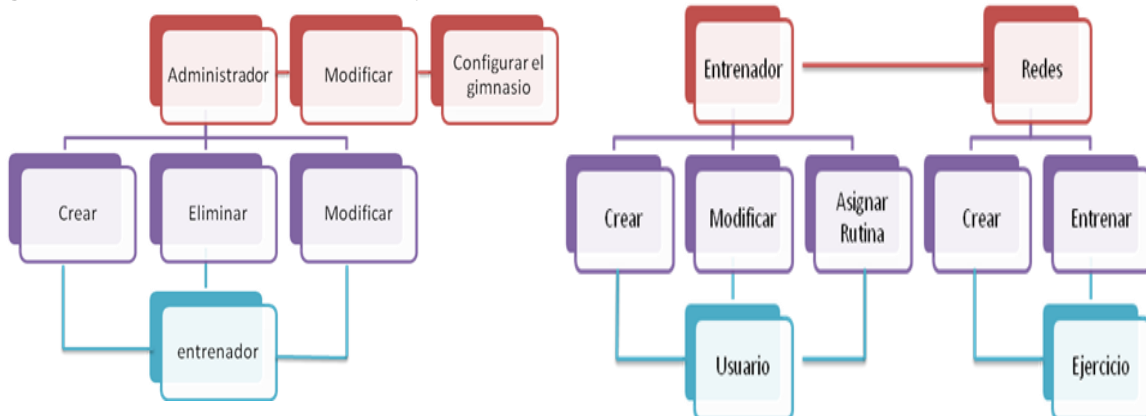 Administrador
Modificar
Configurar el
gimnasio
Crear
Eliminar
Modificar
entrenador
Entrenador
Redes
Crear
Modificar
Asignar
Rutina
Crear
Entrenar
Usuario
Ejercicio